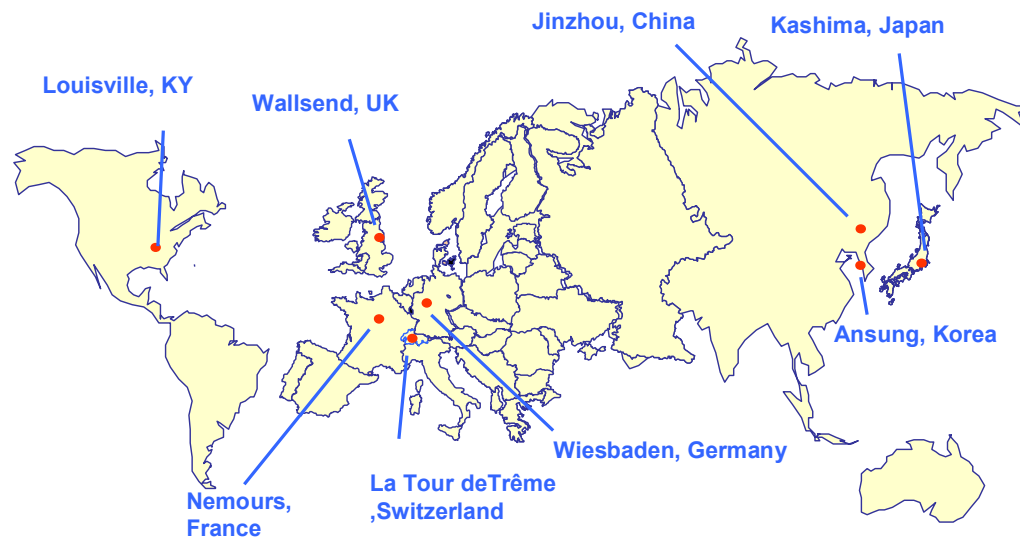 Jinzhou, China
Kashima, Japan
Louisville, KY
Wallsend, UK
Ansung, Korea
Wiesbaden, Germany
La Tour deTrême
,Switzerland
Nemours,
France